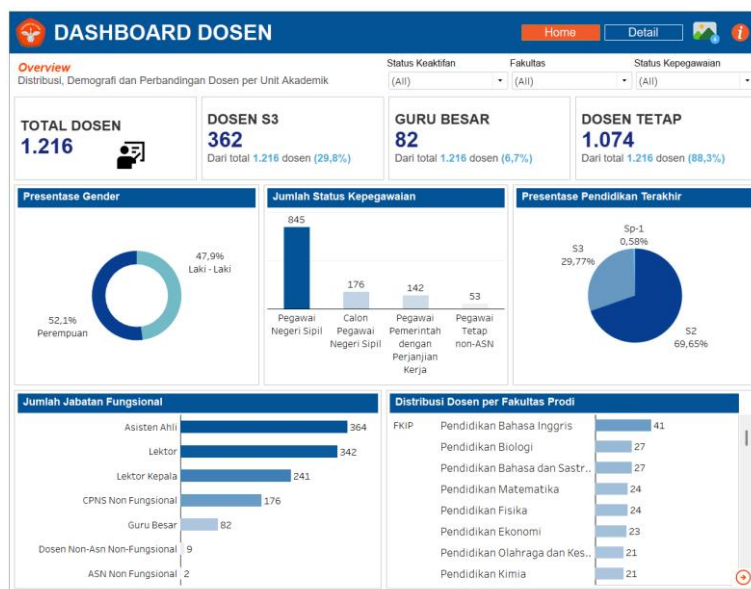 DASHBOARD DOSEN
Home
Detail
i
Overview
Distribusi, Demografi dan Perbandingan Dosen per Unit Akademik
Status Keaktifan
(All)
Fakultas
(All)
Status Kepegawaian
(All)
TOTAL DOSEN
1.216
DOSEN S3
362
Dari total 1.216 dosen (29,8%)
GURU BESAR
82
Dari total 1.216 dosen (6,7%)
DOSEN TETAP
1.074
Dari total 1.216 dosen (88,3%)
Presentase Gender
47,9%
Laki - Laki
52,1%
Perempuan
Jumlah Status Kepegawaian
845
176
142
53
Pegawai
Negeri Sipil
Calon
Pegawai
Negeri Sipil
Pegawai
Pemerintah
dengan
Perjanjian
Kerja
Pegawai
Tetap
non-ASN
Presentase Pendidikan Terakhir
Sp-1
0,58%
S3
29,77%
S2
69,65%
Jumlah Jabatan Fungsional
Asisten Ahli 364
Lektor 342
Lektor Kepala 241
CPNS Non Fungsional 176
Guru Besar 82
Dosen Non-Asn Non-Fungsional 9
ASN Non Fungsional 2
Distribusi Dosen per Fakultas Prodi
FKIP Pendidikan Bahasa Inggris 41
Pendidikan Biologi 27
Pendidikan Bahasa dan Sastr.. 27
Pendidikan Matematika 24
Pendidikan Fisika 24
Pendidikan Ekonomi 23
Pendidikan Olahraga dan Kes.. 21
Pendidikan Kimia 21